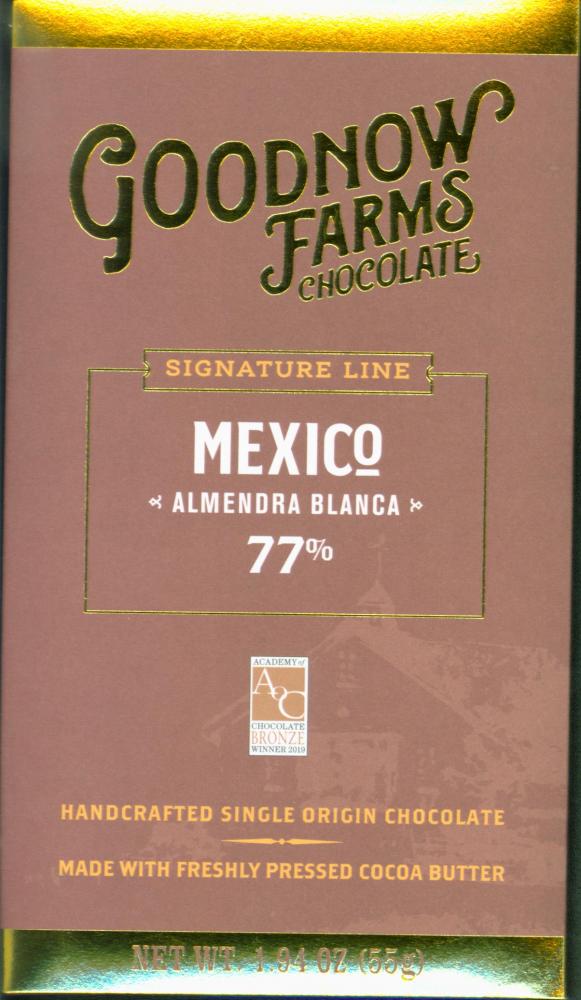 GOODNOW
FARMS
CHOCOLATE
SIGNATURE LINE
MEXICO
ALMENDRA BLANCA
77%
ACADEMY of
AOC
CHOCOLATE
BRONZE
WINNER 2019
HANDCRAFTED SINGLE ORIGIN CHOCOLATE
MADE WITH FRESHLY PRESSED COCOA BUTTER
NET WT. 1.94 OZ (55g)